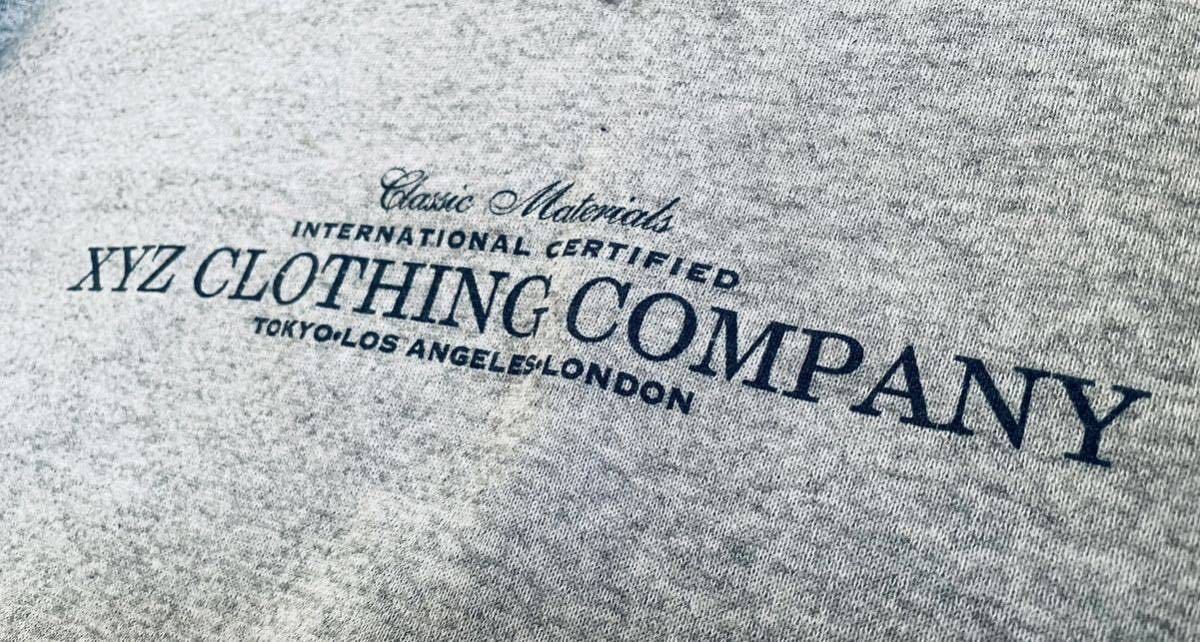 Classic Materials
INTERNATIONAL CERTIFIED
XYZ CLOTHING COMPANY
TOKYO•LOS ANGELES•LONDON